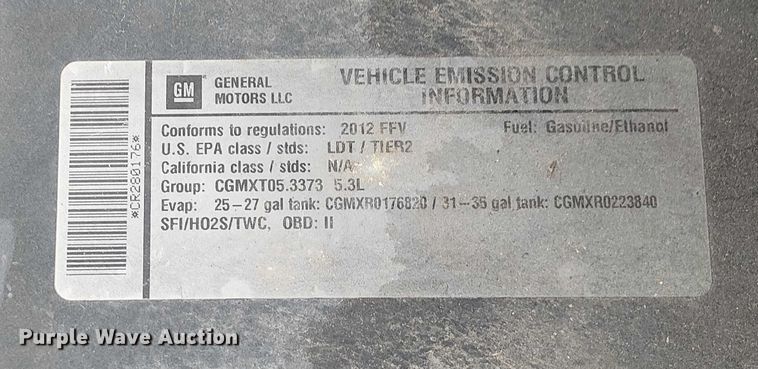 *CR280176*
GM
GENERAL
MOTORS LLC
VEHICLE EMISSION CONTROL
INFORMATION
Conforms to regulations: 2012 FFV Fuel: Gasoline/Ethanol
U.S. EPA class / stds: LDT / TIER2
California class / stds: N/A
Group: CGMXT05.3373 5.3L
Evap: 25-27 gal tank: CGMXR0176820 / 31-35 gal tank: CGMXR0223840
SFI/HO2S/TWC, OBD: II
Purple Wave Auction